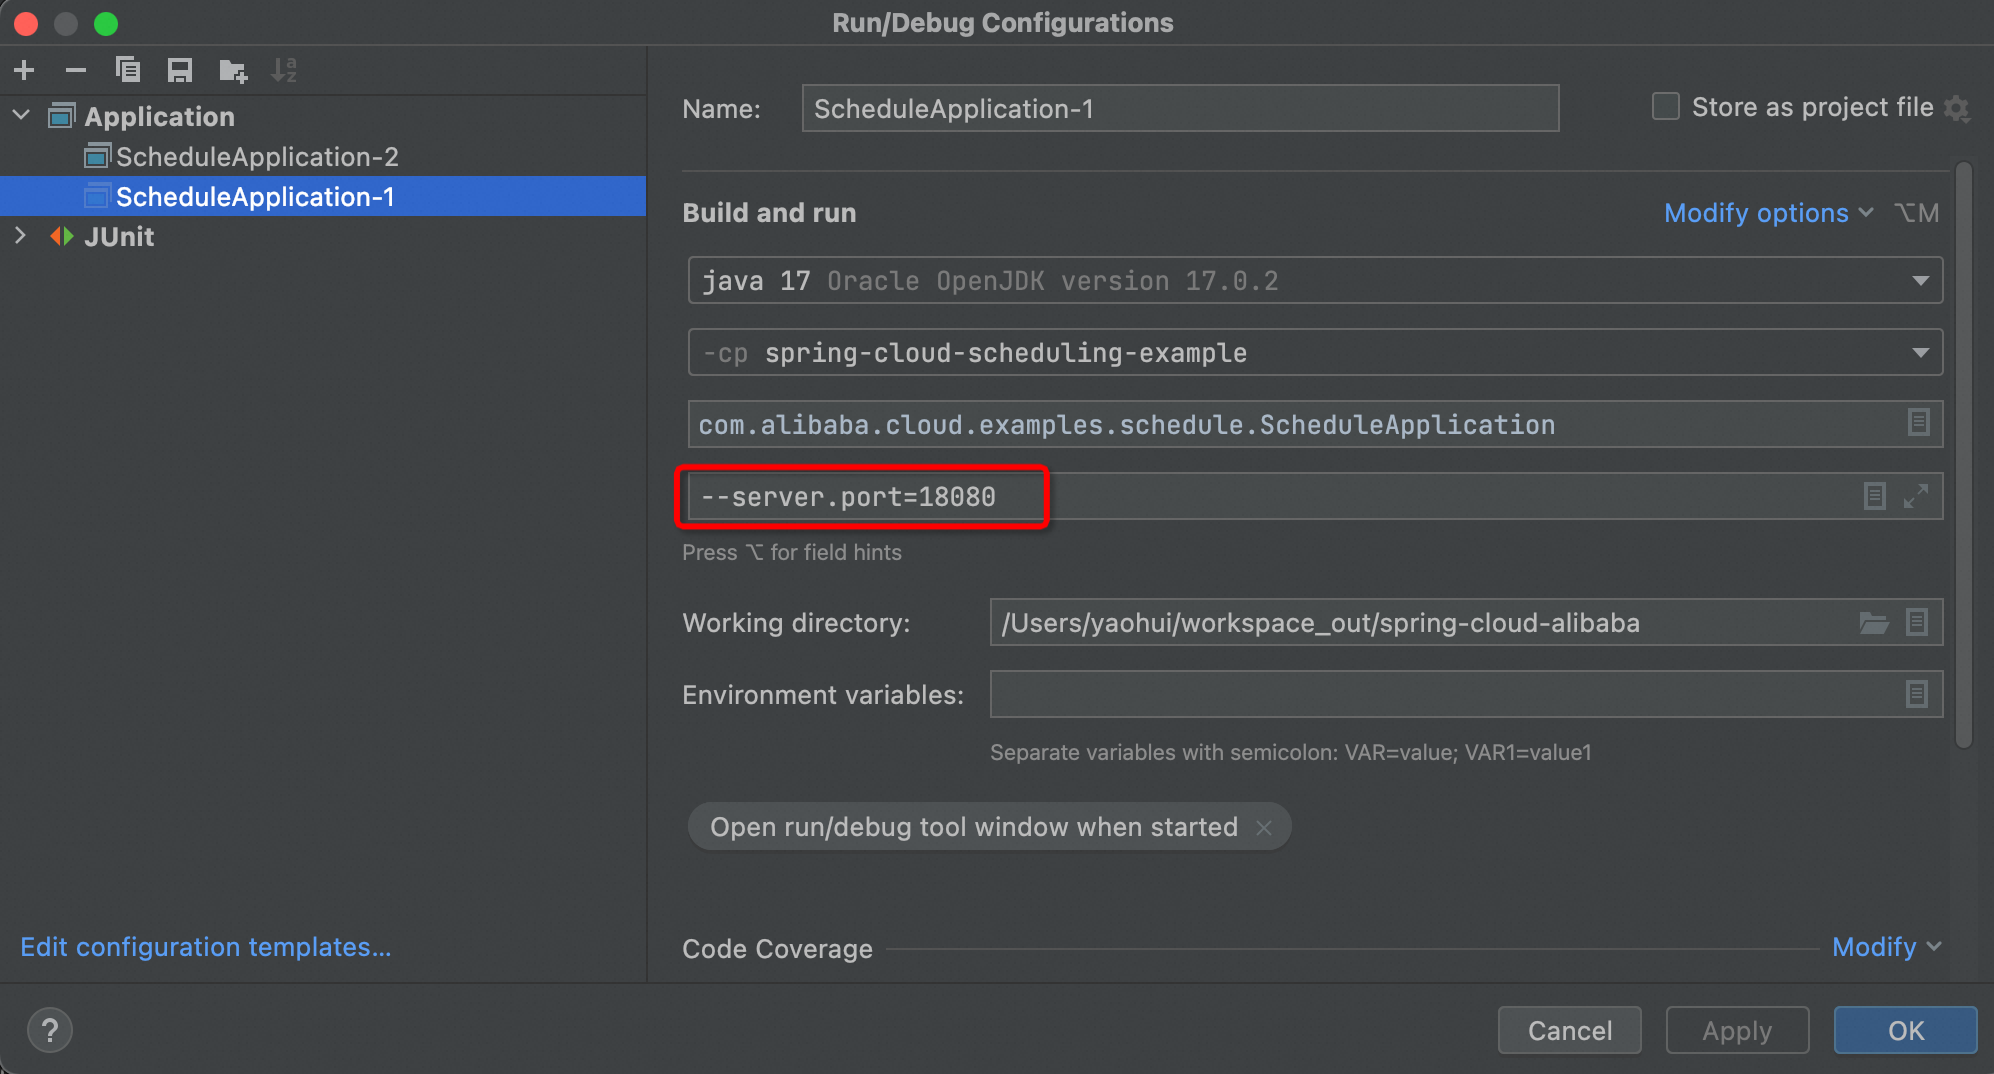 Run/Debug Configurations
Application
ScheduleApplication-2
ScheduleApplication-1
JUnit
Edit configuration templates...
Name: ScheduleApplication-1
Store as project file
Build and run
Modify options ⌥M
java 17 Oracle OpenJDK version 17.0.2
-cp spring-cloud-scheduling-example
com.alibaba.cloud.examples.schedule.ScheduleApplication
--server.port=18080
Press ⌥ for field hints
Working directory: /Users/yaohui/workspace_out/spring-cloud-alibaba
Environment variables:
Separate variables with semicolon: VAR=value; VAR1=value1
Open run/debug tool window when started ×
Code Coverage Modify
? Cancel Apply OK